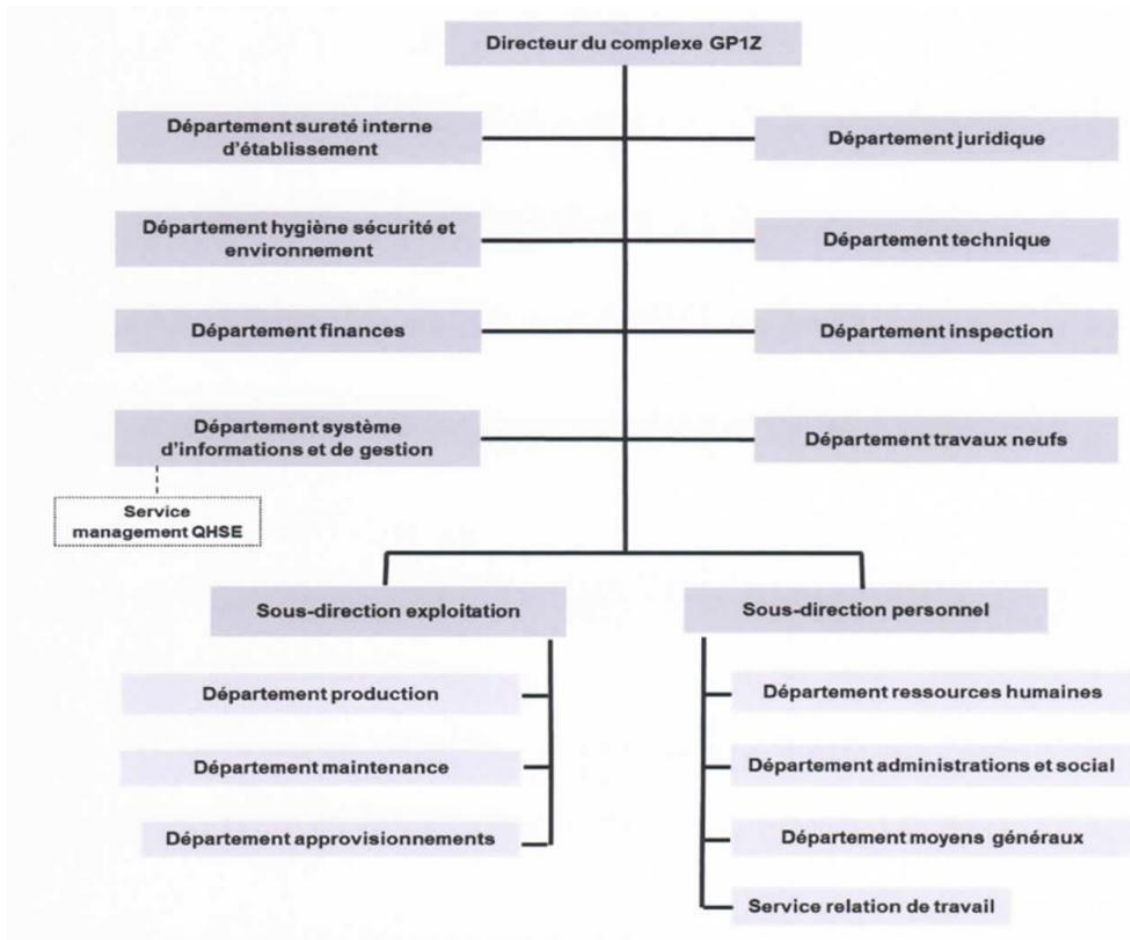 Directeur du complexe GP1Z
Département sureté interne
d'établissement
Département juridique
Département hygiène sécurité et
environnement
Département technique
Département finances
Département inspection
Département système
d'informations et de gestion
Département travaux neufs
Service
management QHSE
Sous-direction exploitation
Sous-direction personnel
Département production
Département ressources humaines
Département maintenance
Département administrations et social
Département approvisionnements
Département moyens généraux
Service relation de travail